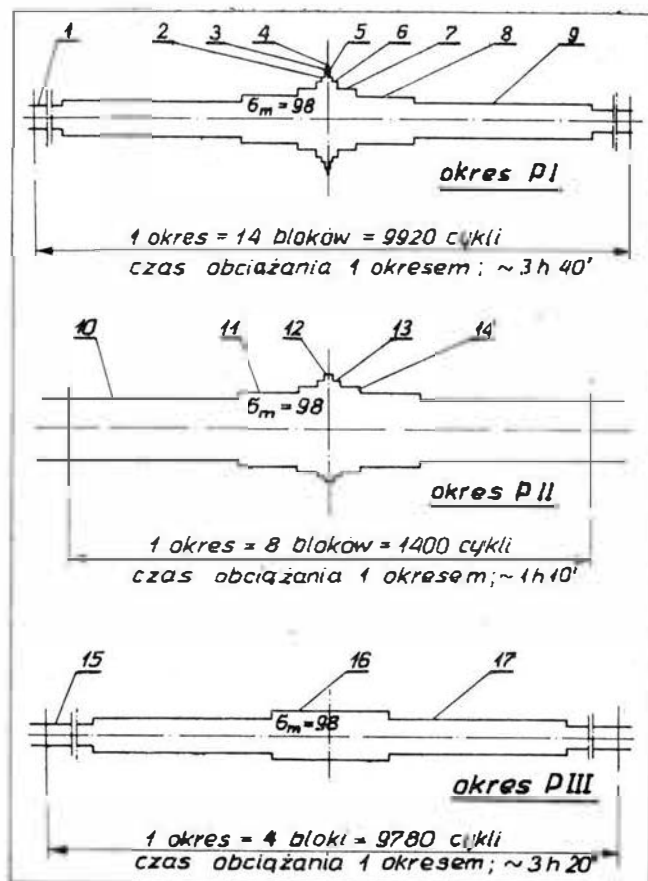 1 2 3 4 5 6 7 8 9
6m = 98
okres PI
1 okres = 14 bloków = 9920 cykli
czas obciążania 1 okresem; ~ 3h 40'
10 11 12 13 14
6m = 98
okres PII
1 okres = 8 bloków = 1400 cykli
czas obciążania 1 okresem; ~ 1h 10'
15 16 17
6m = 98
okres PIII
1 okres = 4 bloki = 9780 cykli
czas obciążania 1 okresem; ~ 3h 20'